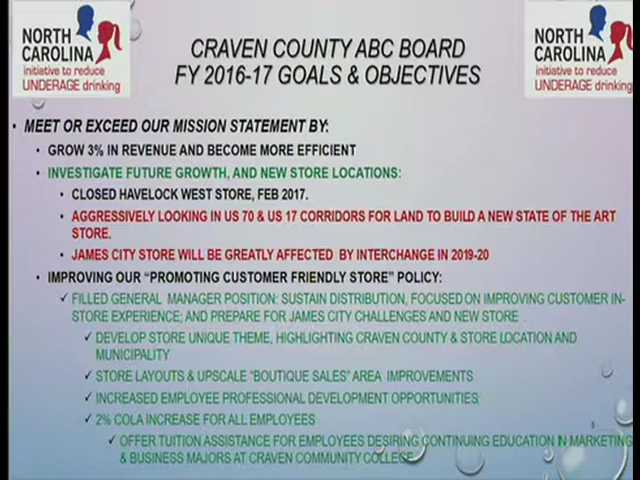 NORTH
CAROLINA
initiative to reduce
UNDERAGE drinking
CRAVEN COUNTY ABC BOARD
FY 2016-17 GOALS & OBJECTIVES
NORTH
CAROLINA
initiative to reduce
UNDERAGE drinking
• MEET OR EXCEED OUR MISSION STATEMENT BY:
• GROW 3% IN REVENUE AND BECOME MORE EFFICIENT
• INVESTIGATE FUTURE GROWTH, AND NEW STORE LOCATIONS:
• CLOSED HAVELOCK WEST STORE, FEB 2017.
• AGGRESSIVELY LOOKING IN US 70 & US 17 CORRIDORS FOR LAND TO BUILD A NEW STATE OF THE ART
STORE.
• JAMES CITY STORE WILL BE GREATLY AFFECTED BY INTERCHANGE IN 2019-20
• IMPROVING OUR “PROMOTING CUSTOMER FRIENDLY STORE” POLICY:
✓ FILLED GENERAL MANAGER POSITION: SUSTAIN DISTRIBUTION, FOCUSED ON IMPROVING CUSTOMER IN-
STORE EXPERIENCE; AND PREPARE FOR JAMES CITY CHALLENGES AND NEW STORE
✓ DEVELOP STORE UNIQUE THEME, HIGHLIGHTING CRAVEN COUNTY & STORE LOCATION AND
MUNICIPALITY
✓ STORE LAYOUTS & UPSCALE “BOUTIQUE SALES” AREA IMPROVEMENTS
✓ INCREASED EMPLOYEE PROFESSIONAL DEVELOPMENT OPPORTUNITIES
✓ 2% COLA INCREASE FOR ALL EMPLOYEES
✓ OFFER TUITION ASSISTANCE FOR EMPLOYEES DESIRING CONTINUING EDUCATION IN MARKETING
& BUSINESS MAJORS AT CRAVEN COMMUNITY COLLEGE